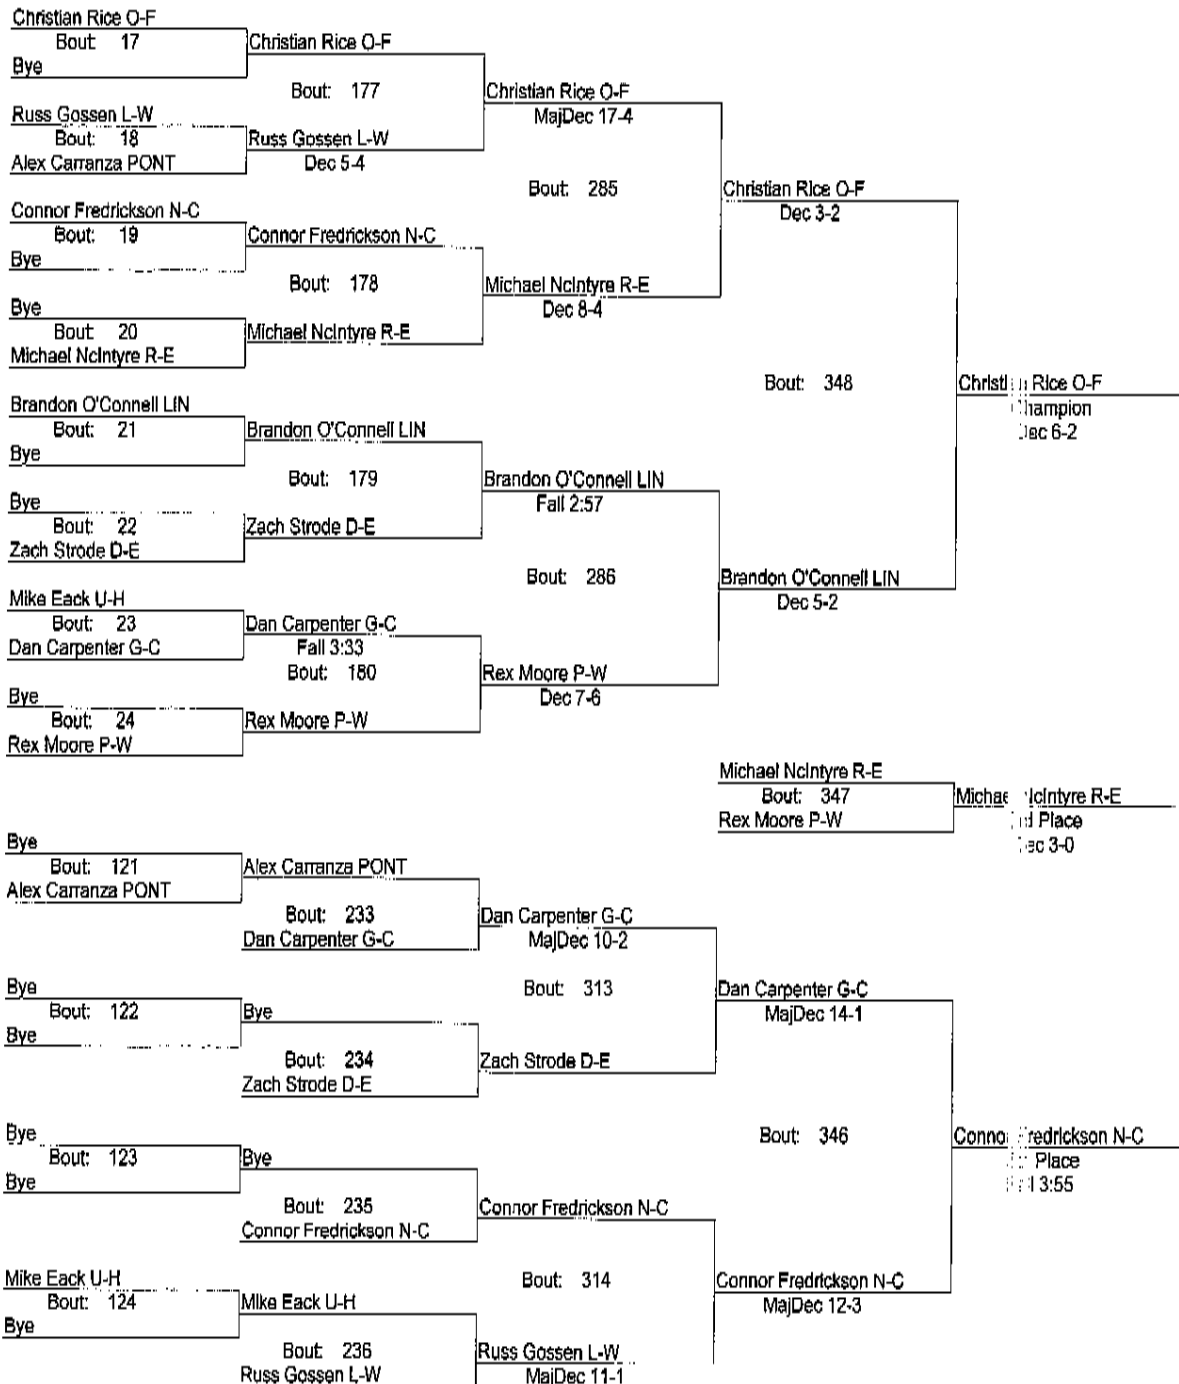 Christian Rice O-F
Bout: 17
Bye
Christian Rice O-F
Bout: 177
Russ Gossen L-W
Bout: 18
Alex Carranza PONT
Russ Gossen L-W
Dec 5-4
Christian Rice O-F
MajDec 17-4
Bout: 285
Connor Fredrickson N-C
Bout: 19
Bye
Connor Fredrickson N-C
Bout: 178
Bye
Bout: 20
Michael NcIntyre R-E
Michael NcIntyre R-E
Michael NcIntyre R-E
Dec 8-4
Christian Rice O-F
Dec 3-2
Bout: 348
Brandon O'Connell LIN
Bout: 21
Bye
Brandon O'Connell LIN
Bout: 179
Bye
Bout: 22
Zach Strode D-E
Zach Strode D-E
Brandon O'Connell LIN
Fall 2:57
Bout: 286
Mike Eack U-H
Bout: 23
Dan Carpenter G-C
Dan Carpenter G-C
Fall 3:33
Bout: 180
Bye
Bout: 24
Rex Moore P-W
Rex Moore P-W
Rex Moore P-W
Dec 7-6
Brandon O'Connell LIN
Dec 5-2
Rice O-F
6-2
Michael NcIntyre R-E
Bout: 347
Rex Moore P-W
R-E
Place
3-0
Bye
Bout: 121
Alex Carranza PONT
Alex Carranza PONT
Bout: 233
Dan Carpenter G-C
Dan Carpenter G-C
MajDec 10-2
Bout: 313
Bye
Bout: 122
Bye
Bye
Bout: 234
Zach Strode D-E
Zach Strode D-E
Dan Carpenter G-C
MajDec 14-1
Bout: 346
Bye
Bout: 123
Bye
Bye
Bout: 235
Connor Fredrickson N-C
Connor Fredrickson N-C
Bout: 314
Mike Eack U-H
Bout: 124
Bye
Mike Eack U-H
Bout: 236
Russ Gossen L-W
Russ Gossen L-W
MajDec 11-1
Connor Fredrickson N-C
MajDec 12-3
N-C
Place
3:55